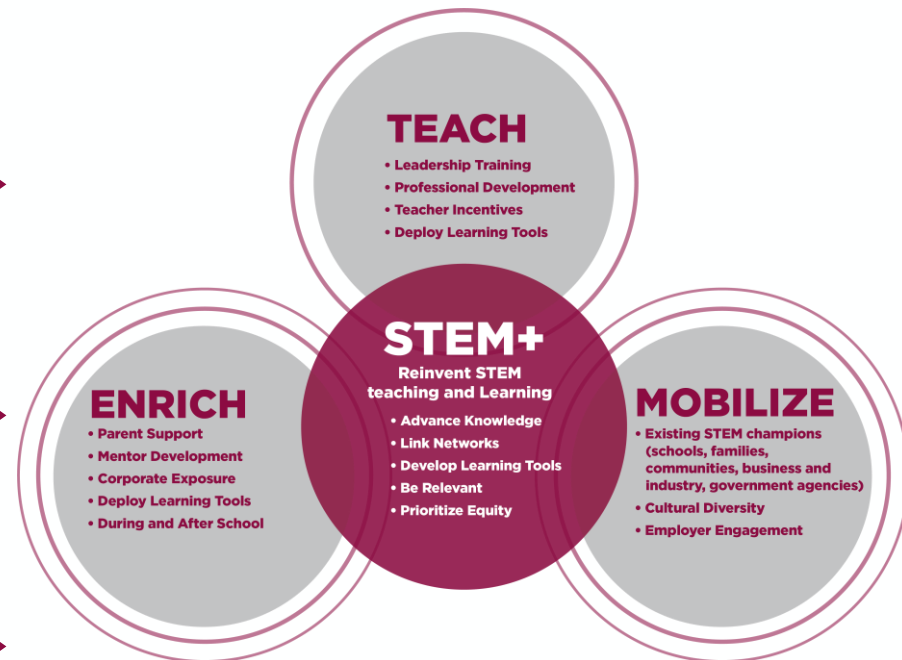 TEACH
• Leadership Training
• Professional Development
• Teacher Incentives
• Deploy Learning Tools
STEM+
Reinvent STEM
teaching and Learning
• Advance Knowledge
• Link Networks
• Develop Learning Tools
• Be Relevant
• Prioritize Equity
ENRICH
• Parent Support
• Mentor Development
• Corporate Exposure
• Deploy Learning Tools
• During and After School
MOBILIZE
• Existing STEM champions
(schools, families,
communities, business and
industry, government agencies)
• Cultural Diversity
• Employer Engagement